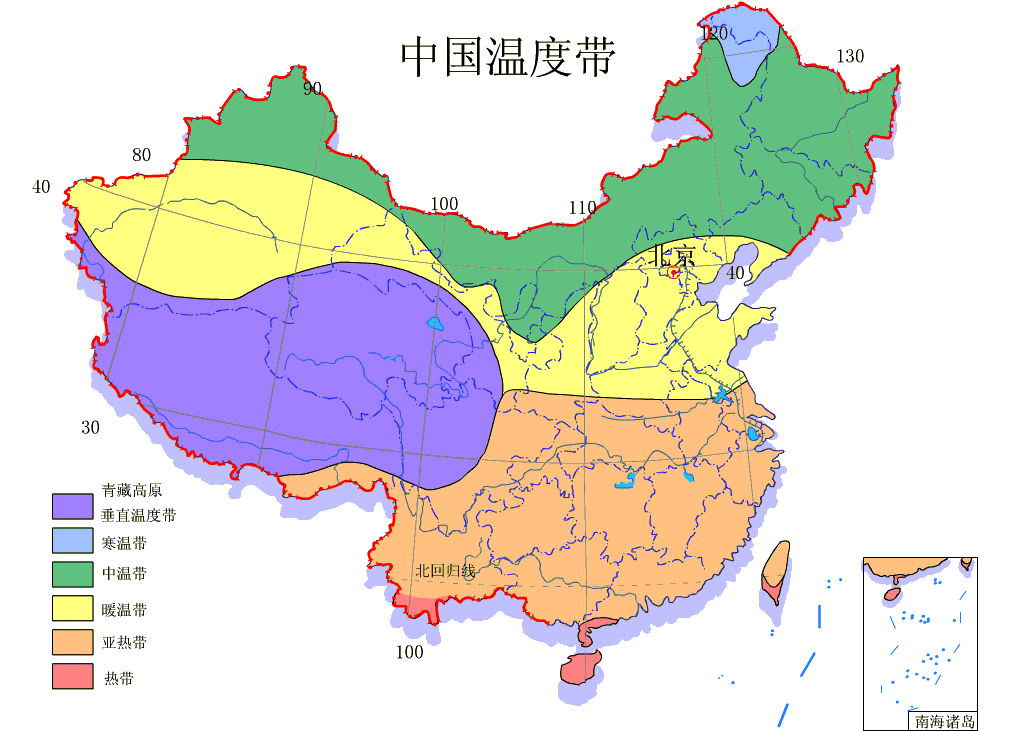 中国温度带
120
130
90
80
40
100
110
北京
40
30
青藏高原
垂直温度带
寒温带
中温带
暖温带
亚热带
热带
北回归线
100
南海诸岛